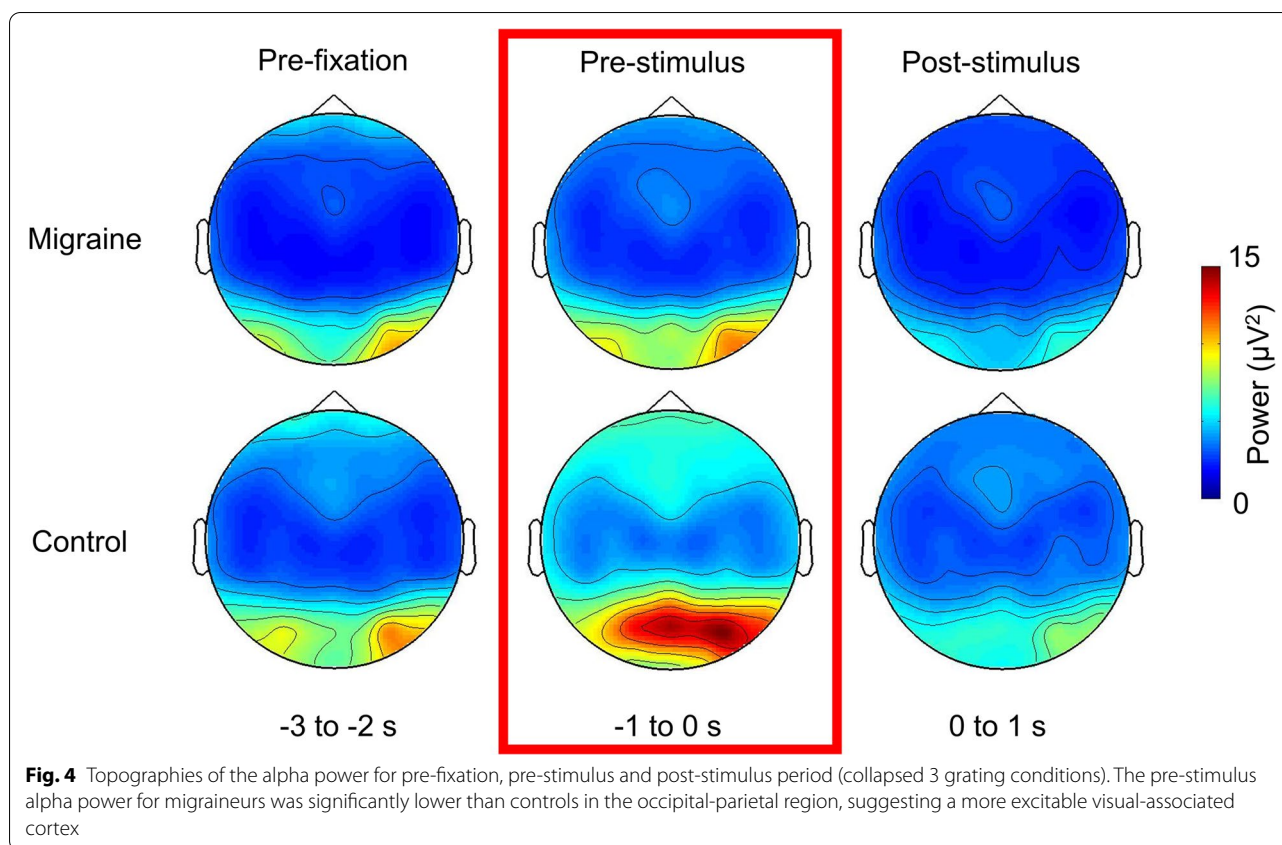 Pre-fixation Pre-stimulus Post-stimulus
Migraine
15
Power (µV²)
0
Control
-3 to -2 s -1 to 0 s 0 to 1 s
Fig. 4 Topographies of the alpha power for pre-fixation, pre-stimulus and post-stimulus period (collapsed 3 grating conditions). The pre-stimulus
alpha power for migraineurs was significantly lower than controls in the occipital-parietal region, suggesting a more excitable visual-associated
cortex